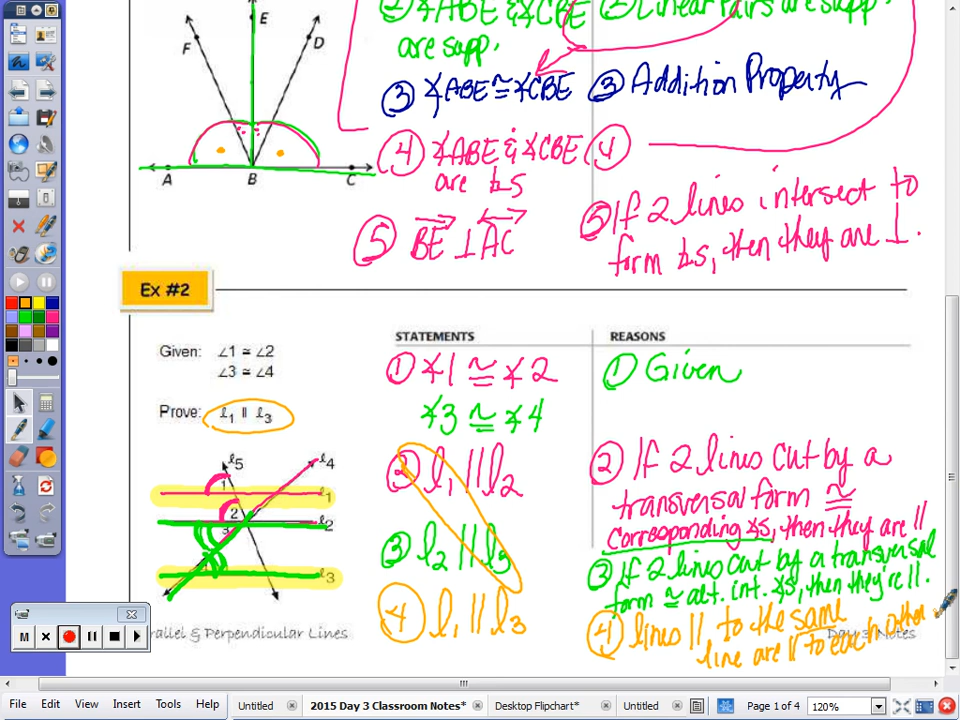 ② ∡ABE & ∡CBE ② Linear Pairs are supp.
are supp.
E
F
D
A
B
C
③ ∡ABE ≅ ∡CBE ③ Addition Property
④ ∡ABE & ∡CBE ④
are ⊾s
⑤ BE ⊥ AC ⑤ If 2 lines intersect to
form ⊾s, then they are ⊥.
Ex #2
STATEMENTS REASONS
Given: ∠1 ≅ ∠2
∠3 ≅ ∠4
Prove: l₁ || l₃
① ∡1 ≅ ∡2 ① Given
∡3 ≅ ∡4
② l₁ || l₂ ② If 2 lines cut by a
transversal form ≅
corresponding ∡s, then they are ||
③ l₂ || l₃ ③ If 2 lines cut by a transversal
form ≅ alt. int. ∡s, then they're ||.
④ l₁ || l₃ ④ lines || to the same
line are || to each other
l₅
l₄
1
l₁
2
l₂
3
l₃
M
arallel & Perpendicular Lines
Day 3 Notes
File Edit View Insert Tools Help Untitled 2015 Day 3 Classroom Notes* Desktop Flipchart* Untitled Page 1 of 4 120%